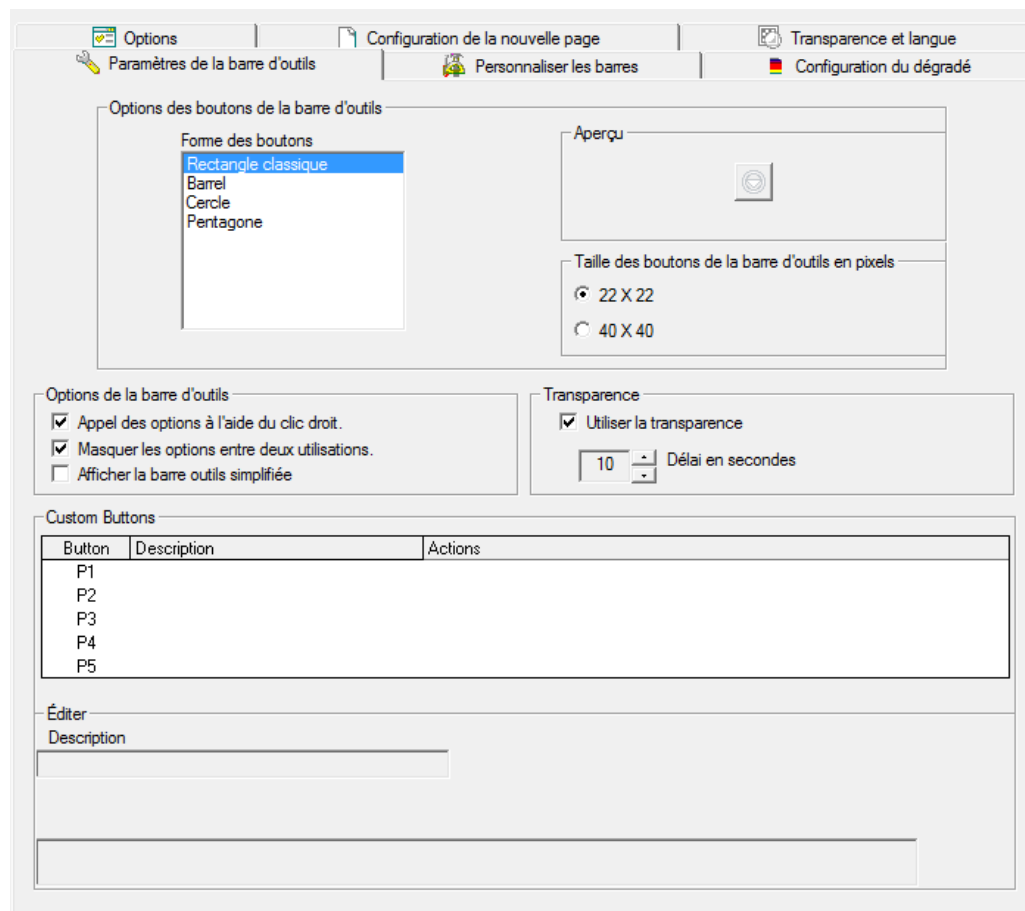 Options
Configuration de la nouvelle page
Transparence et langue
Paramètres de la barre d'outils
Personnaliser les barres
Configuration du dégradé
Options des boutons de la barre d'outils
Forme des boutons
Rectangle classique
Barrel
Cercle
Pentagone
Aperçu
Taille des boutons de la barre d'outils en pixels
22 X 22
40 X 40
Options de la barre d'outils
Appel des options à l'aide du clic droit.
Masquer les options entre deux utilisations.
Afficher la barre outils simplifiée
Transparence
Utiliser la transparence
10 Délai en secondes
Custom Buttons
Button Description Actions
P1
P2
P3
P4
P5
Éditer
Description